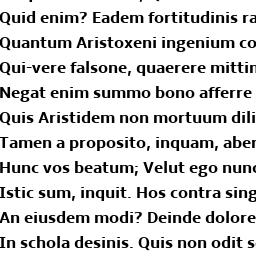 Quid enim? Eadem fortitudinis ra
Quantum Aristoxeni ingenium co
Qui-vere falsone, quaerere mittim
Negat enim summo bono afferre
Quis Aristidem non mortuum dili
Tamen a proposito, inquam, aber
Hunc vos beatum; Velut ego nunc
Istic sum, inquit. Hos contra sing
An eiusdem modi? Deinde dolore
In schola desinis. Quis non odit s